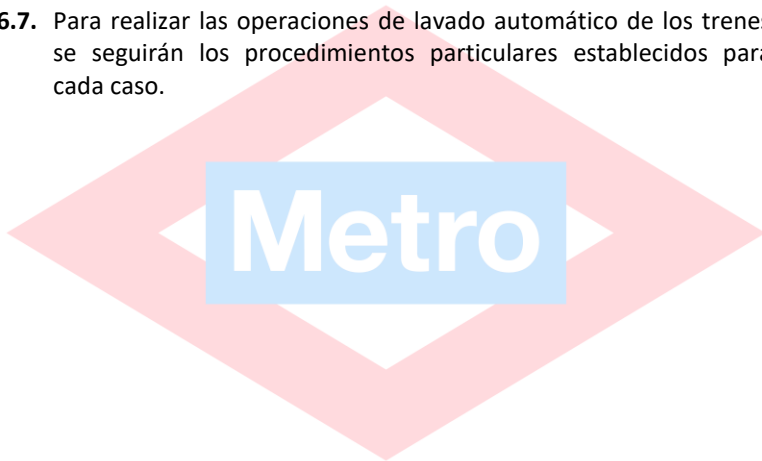 6.7. Para realizar las operaciones de lavado automático de los trenes
se seguirán los procedimientos particulares establecidos para
cada caso.
Metro